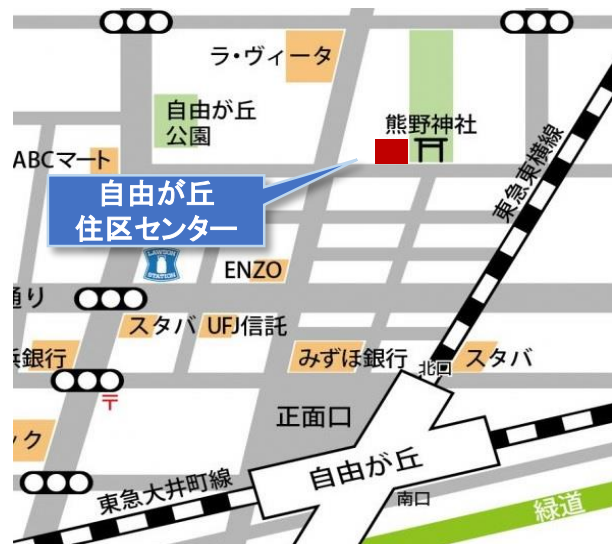 ラ・ヴィータ
自由が丘
公園
熊野神社
ABCマート
東急東横線
自由が丘
住区センター
LAWSON
STATION
ENZO
通り
スタバ
UFJ信託
浜銀行
みずほ銀行
北口
スタバ
〒
正面口
ック
自由が丘
東急大井町線
南口
緑道